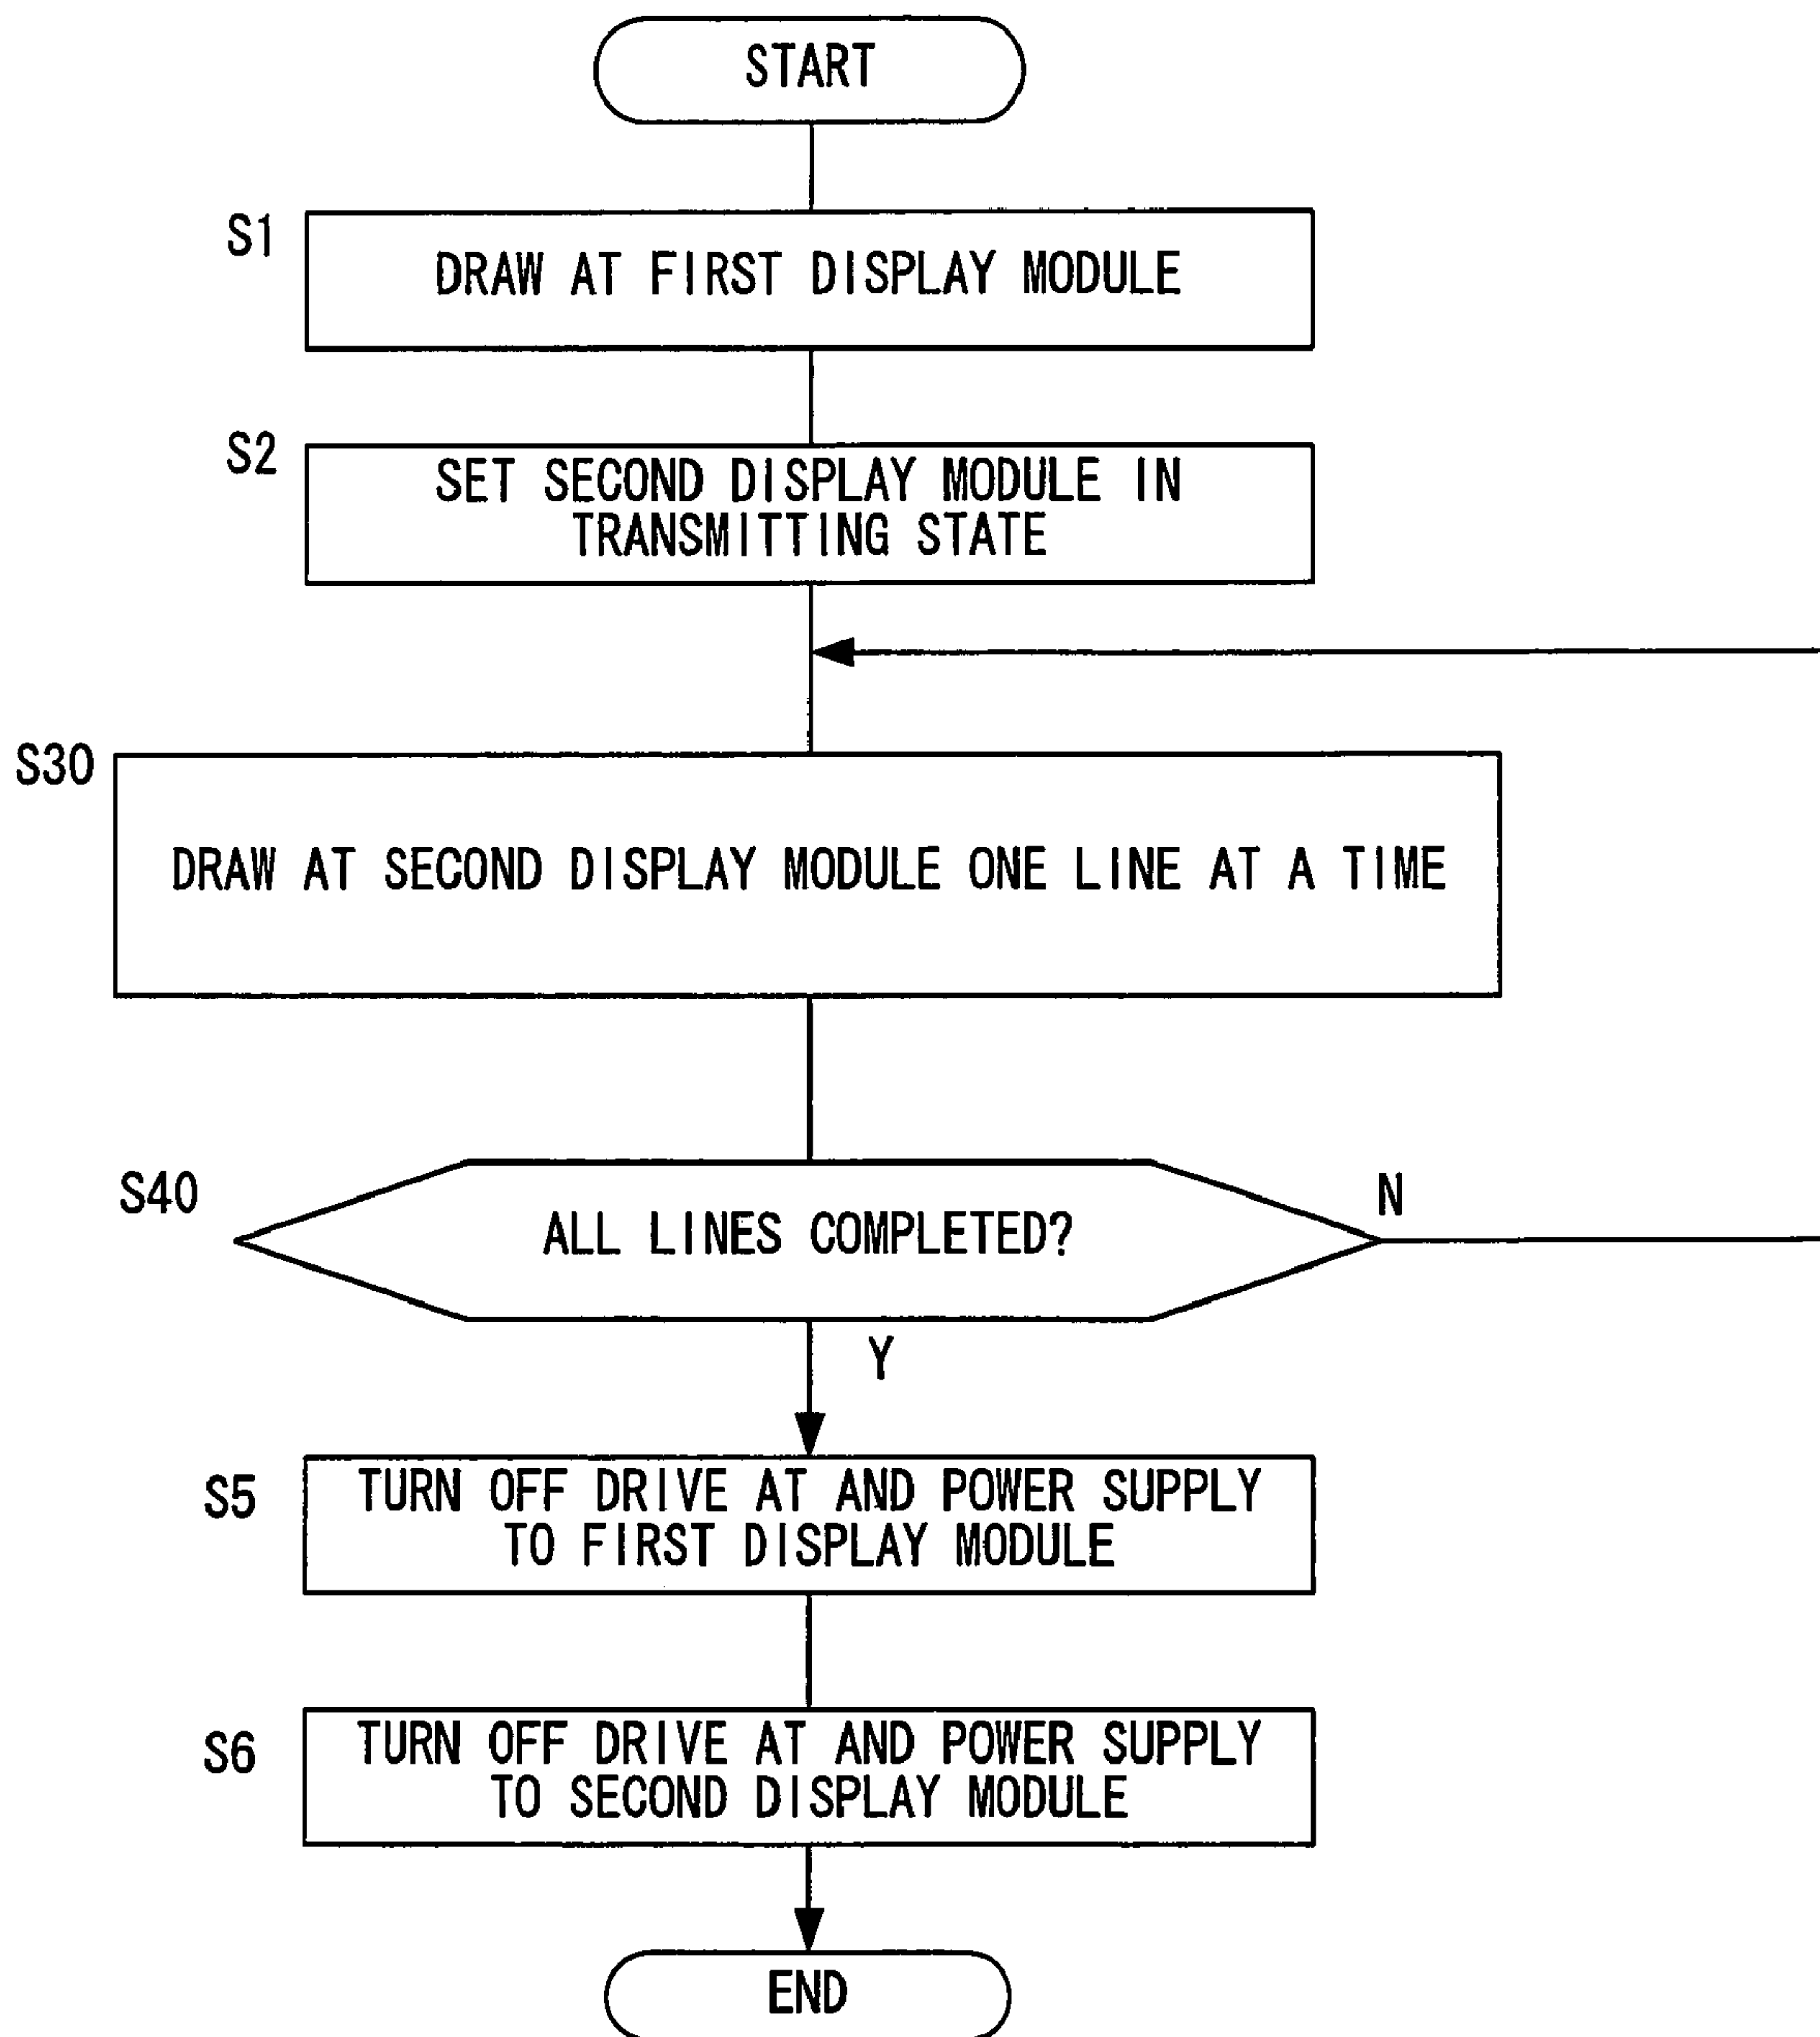 START
S1
DRAW AT FIRST DISPLAY MODULE
S2
SET SECOND DISPLAY MODULE IN
TRANSMITTING STATE
S30
DRAW AT SECOND DISPLAY MODULE ONE LINE AT A TIME
S40
ALL LINES COMPLETED?
N
Y
S5
TURN OFF DRIVE AT AND POWER SUPPLY
TO FIRST DISPLAY MODULE
S6
TURN OFF DRIVE AT AND POWER SUPPLY
TO SECOND DISPLAY MODULE
END